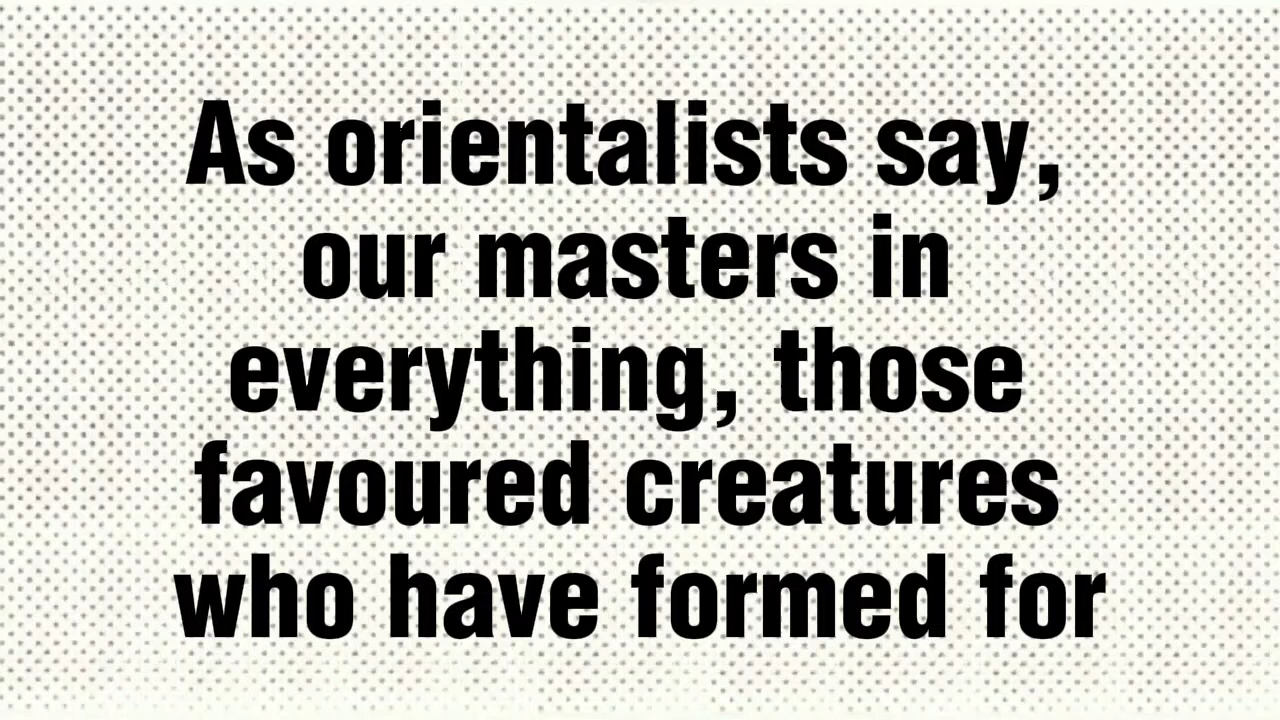 As orientalists say,
our masters in
everything, those
favoured creatures
who have formed for